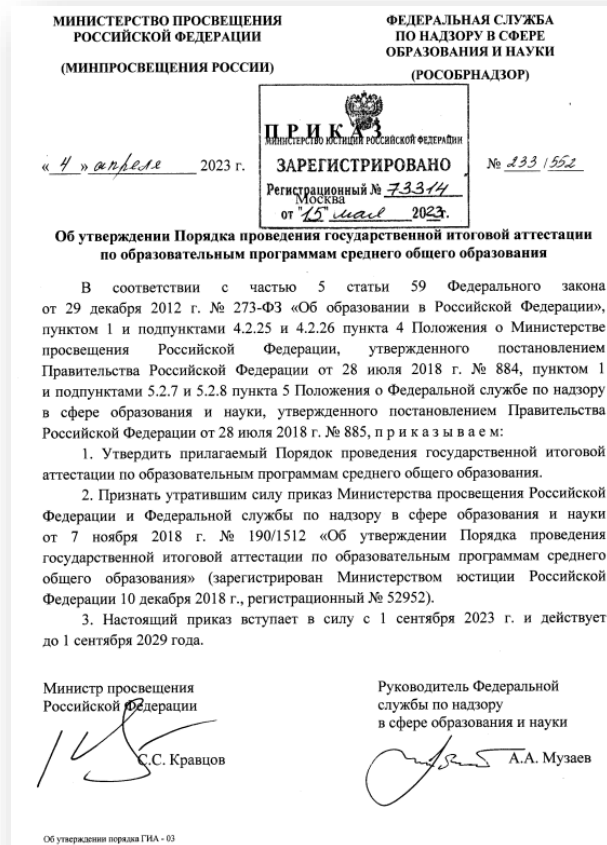 МИНИСТЕРСТВО ПРОСВЕЩЕНИЯ
РОССИЙСКОЙ ФЕДЕРАЦИИ
(МИНПРОСВЕЩЕНИЯ РОССИИ)
ФЕДЕРАЛЬНАЯ СЛУЖБА
ПО НАДЗОРУ В СФЕРЕ
ОБРАЗОВАНИЯ И НАУКИ
(РОСОБРНАДЗОР)
ПРИКАЗ
МИНИСТЕРСТВО ЮСТИЦИИ РОССИЙСКОЙ ФЕДЕРАЦИИ
ЗАРЕГИСТРИРОВАНО
Регистрационный № 73314
Москва
от "15" мая 2023г.
« 4 » апреля 2023 г.
№ 233/552
Об утверждении Порядка проведения государственной итоговой аттестации
по образовательным программам среднего общего образования
В соответствии с частью 5 статьи 59 Федерального закона
от 29 декабря 2012 г. № 273-ФЗ «Об образовании в Российской Федерации»,
пунктом 1 и подпунктами 4.2.25 и 4.2.26 пункта 4 Положения о Министерстве
просвещения Российской Федерации, утвержденного постановлением
Правительства Российской Федерации от 28 июля 2018 г. № 884, пунктом 1
и подпунктами 5.2.7 и 5.2.8 пункта 5 Положения о Федеральной службе по надзору
в сфере образования и науки, утвержденного постановлением Правительства
Российской Федерации от 28 июля 2018 г. № 885, п р и к а з ы в а е м:
1. Утвердить прилагаемый Порядок проведения государственной итоговой
аттестации по образовательным программам среднего общего образования.
2. Признать утратившим силу приказ Министерства просвещения Российской
Федерации и Федеральной службы по надзору в сфере образования и науки
от 7 ноября 2018 г. № 190/1512 «Об утверждении Порядка проведения
государственной итоговой аттестации по образовательным программам среднего
общего образования» (зарегистрирован Министерством юстиции Российской
Федерации 10 декабря 2018 г., регистрационный № 52952).
3. Настоящий приказ вступает в силу с 1 сентября 2023 г. и действует
до 1 сентября 2029 года.
Министр просвещения
Российской Федерации
С.С. Кравцов
Руководитель Федеральной
службы по надзору
в сфере образования и науки
А.А. Музаев
Об утверждении порядка ГИА - 03